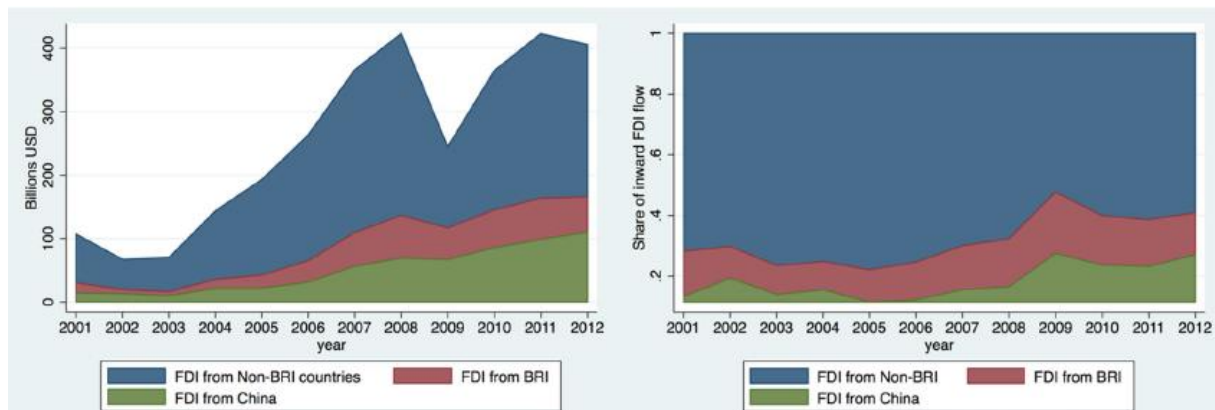 Billions USD
400
300
200
100
0
2001 2002 2003 2004 2005 2006 2007 2008 2009 2010 2011 2012
year
FDI from Non-BRI countries FDI from BRI
FDI from China
Share of inward FDI flow
1
.8
.6
.4
.2
2001 2002 2003 2004 2005 2006 2007 2008 2009 2010 2011 2012
year
FDI from Non-BRI FDI from BRI
FDI from China